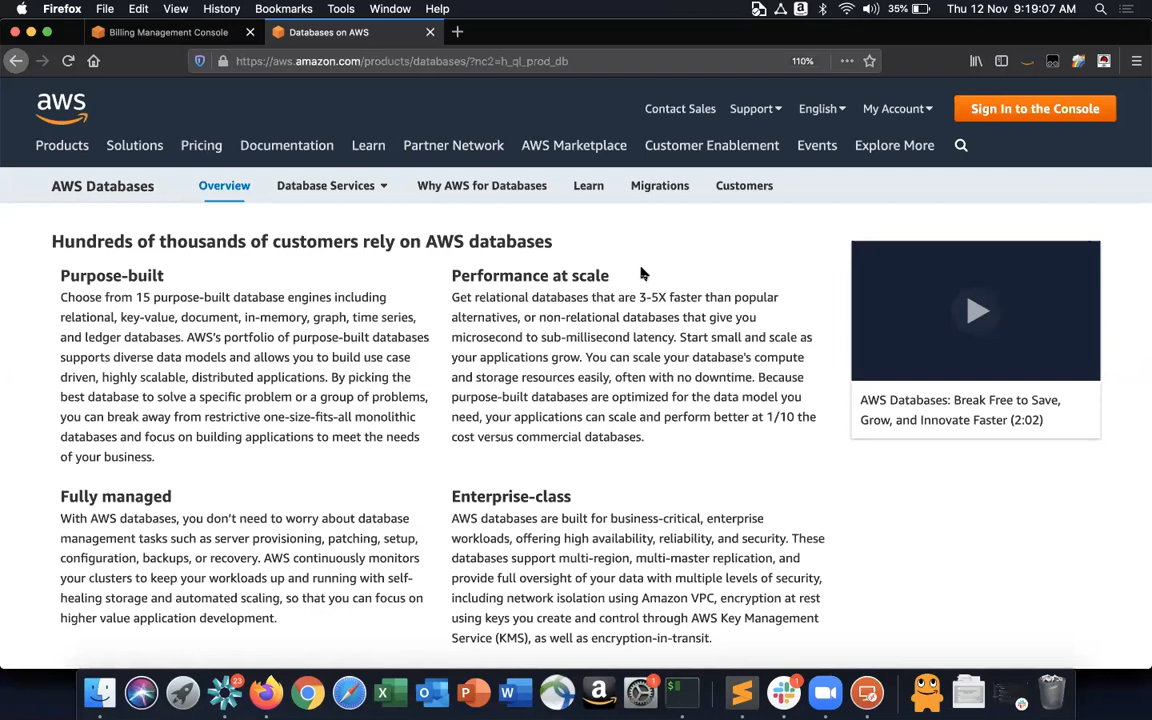 Firefox File Edit View History Bookmarks Tools Window Help 35% Thu 12 Nov 9:19:07 AM
Billing Management Console Databases on AWS
https://aws.amazon.com/products/databases/?nc2=h_ql_prod_db 110%
aws Contact Sales Support English My Account Sign In to the Console
Products Solutions Pricing Documentation Learn Partner Network AWS Marketplace Customer Enablement Events Explore More
AWS Databases Overview Database Services Why AWS for Databases Learn Migrations Customers
Hundreds of thousands of customers rely on AWS databases
Purpose-built
Choose from 15 purpose-built database engines including
relational, key-value, document, in-memory, graph, time series,
and ledger databases. AWS’s portfolio of purpose-built databases
supports diverse data models and allows you to build use case
driven, highly scalable, distributed applications. By picking the
best database to solve a specific problem or a group of problems,
you can break away from restrictive one-size-fits-all monolithic
databases and focus on building applications to meet the needs
of your business.
Performance at scale
Get relational databases that are 3-5X faster than popular
alternatives, or non-relational databases that give you
microsecond to sub-millisecond latency. Start small and scale as
your applications grow. You can scale your database's compute
and storage resources easily, often with no downtime. Because
purpose-built databases are optimized for the data model you
need, your applications can scale and perform better at 1/10 the
cost versus commercial databases.
AWS Databases: Break Free to Save,
Grow, and Innovate Faster (2:02)
Fully managed
With AWS databases, you don’t need to worry about database
management tasks such as server provisioning, patching, setup,
configuration, backups, or recovery. AWS continuously monitors
your clusters to keep your workloads up and running with self-
healing storage and automated scaling, so that you can focus on
higher value application development.
Enterprise-class
AWS databases are built for business-critical, enterprise
workloads, offering high availability, reliability, and security. These
databases support multi-region, multi-master replication, and
provide full oversight of your data with multiple levels of security,
including network isolation using Amazon VPC, encryption at rest
using keys you create and control through AWS Key Management
Service (KMS), as well as encryption-in-transit.
23 1 1